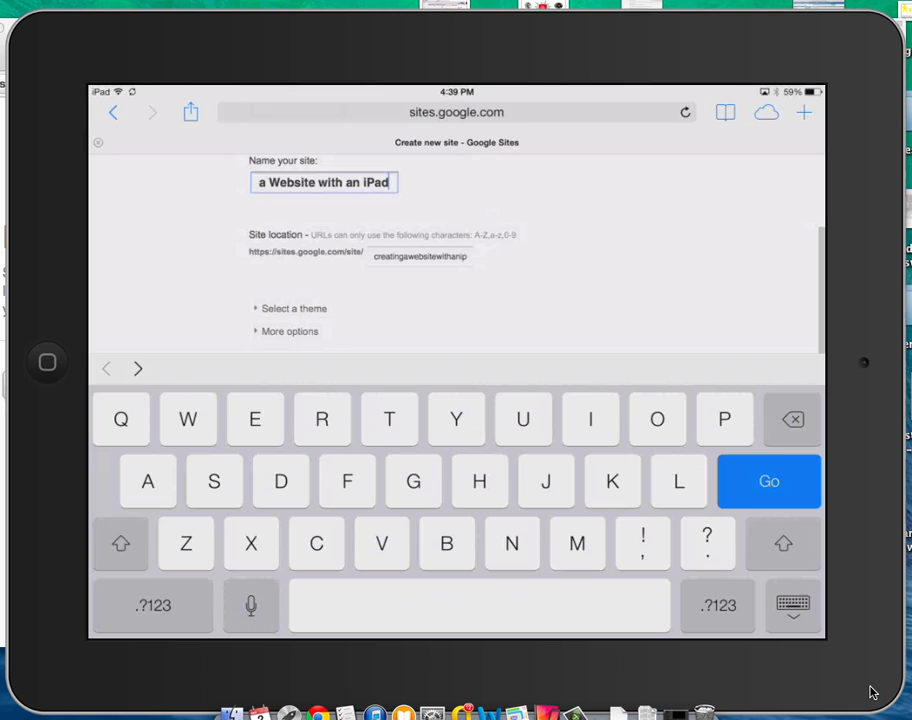 iPad 4:39 PM 59%
sites.google.com
Create new site - Google Sites
Name your site:
a Website with an iPad
Site location - URLs can only use the following characters: A-Z,a-z,0-9
https://sites.google.com/site/ creatingawebsitewithanip
Select a theme
More options
Q W E R T Y U I O P
A S D F G H J K L Go
Z X C V B N M ! , ? .
.?123 .?123